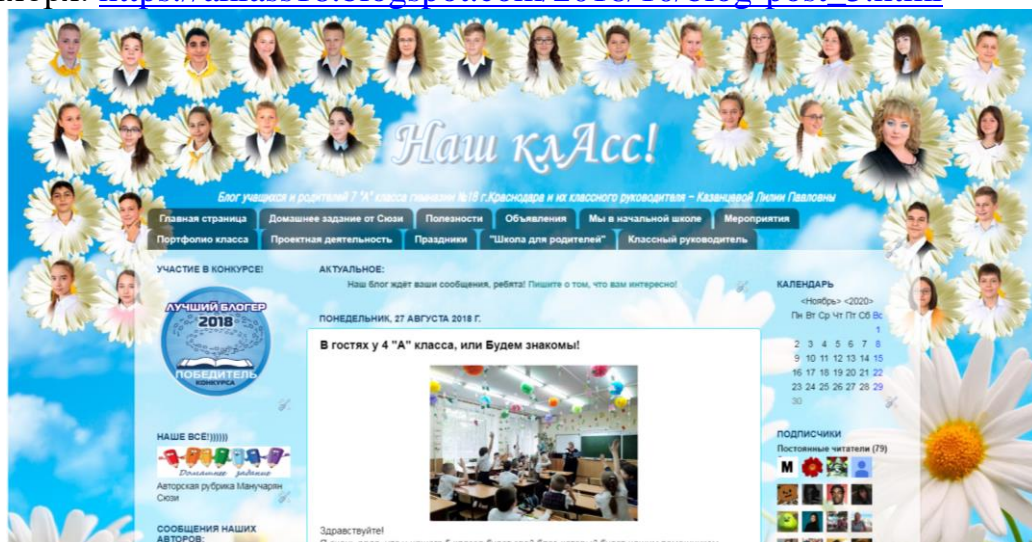 Наш клАсс!
Блог учащихся и родителей 7 "А" класса гимназии №18 г.Краснодара и их классного руководителя – Казанцевой Лилии Павловны
Главная страница Домашнее задание от Сюзи Полезности Объявления Мы в начальной школе Мероприятия
Портфолио класса Проектная деятельность Праздники "Школа для родителей" Классный руководитель
УЧАСТИЕ В КОНКУРСЕ!
ЛУЧШИЙ БЛОГЕР
2018
ПОБЕДИТЕЛЬ
КОНКУРСА
НАШЕ ВСЁ!))))))
Домашнее задание
Авторская рубрика Манучарян
Сюзи
СООБЩЕНИЯ НАШИХ
АВТОРОВ:
АКТУАЛЬНОЕ:
Наш блог ждёт ваши сообщения, ребята! Пишите о том, что вам интересно!
ПОНЕДЕЛЬНИК, 27 АВГУСТА 2018 Г.
В гостях у 4 "А" класса, или Будем знакомы!
Здравствуйте!
КАЛЕНДАРЬ
<Ноябрь> <2020>
Пн Вт Ср Чт Пт Сб Вс
1
2 3 4 5 6 7 8
9 10 11 12 13 14 15
16 17 18 19 20 21 22
23 24 25 26 27 28 29
30
ПОДПИСЧИКИ
Постоянные читатели (79)
M